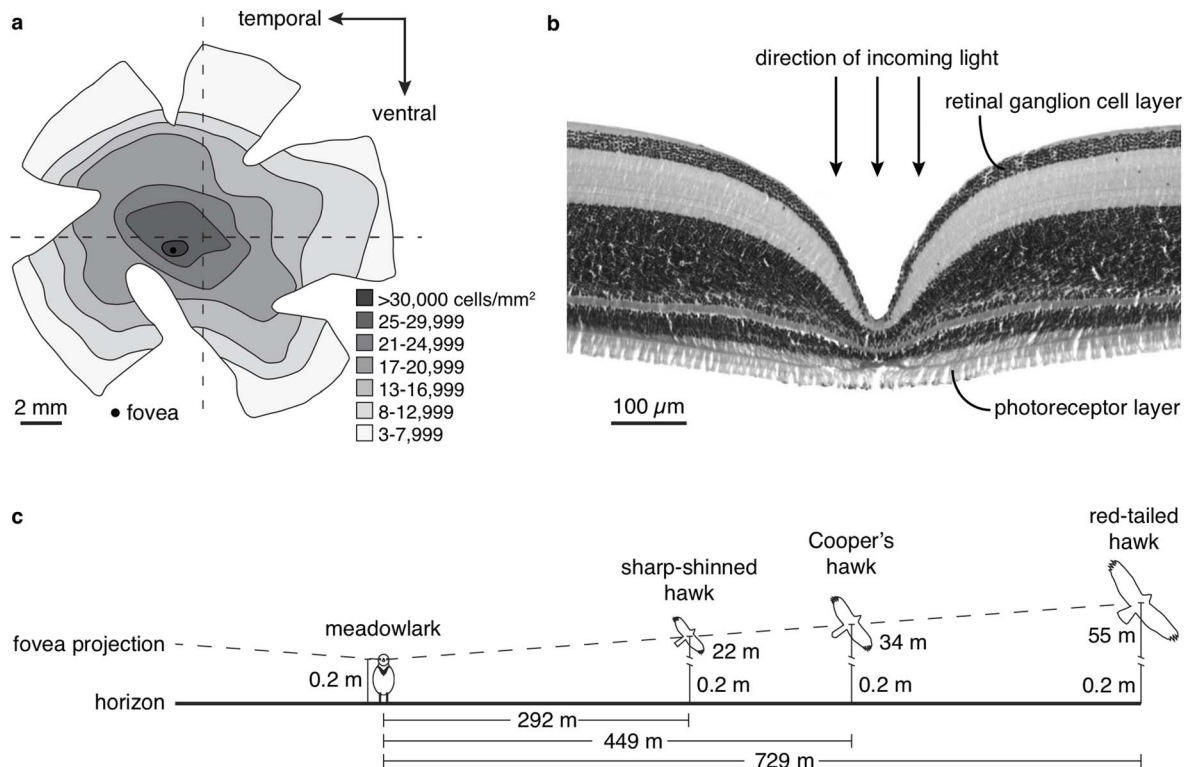 a
temporal
ventral
>30,000 cells/mm²
25-29,999
21-24,999
17-20,999
13-16,999
8-12,999
3-7,999
2 mm
fovea
b
direction of incoming light
retinal ganglion cell layer
100 µm
photoreceptor layer
c
red-tailed
hawk
Cooper's
hawk
sharp-shinned
hawk
meadowlark
fovea projection
22 m
34 m
55 m
0.2 m
0.2 m
0.2 m
0.2 m
horizon
292 m
449 m
729 m